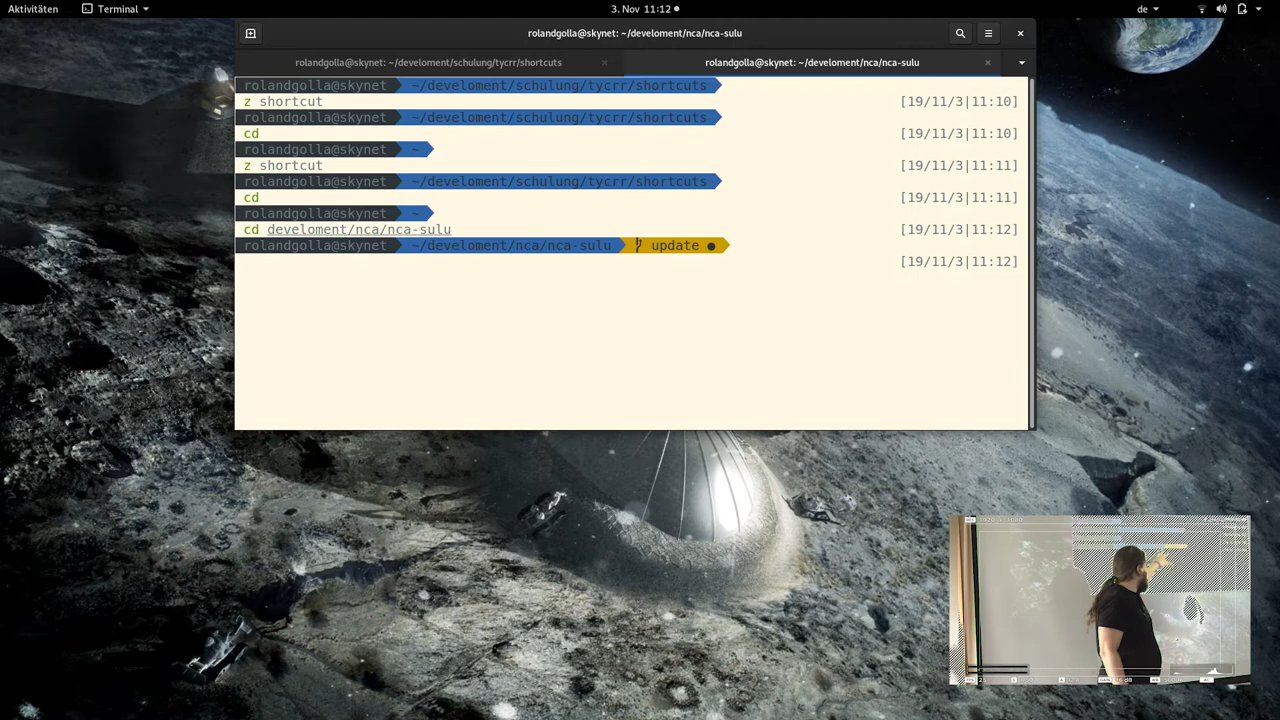 Aktivitäten Terminal 3. Nov 11:12 de
rolandgolla@skynet: ~/develoment/nca/nca-sulu
rolandgolla@skynet: ~/develoment/schulung/tycrr/shortcuts rolandgolla@skynet: ~/develoment/nca/nca-sulu
rolandgolla@skynet ~/develoment/schulung/tycrr/shortcuts
z shortcut [19/11/3|11:10]
rolandgolla@skynet ~/develoment/schulung/tycrr/shortcuts
cd [19/11/3|11:10]
rolandgolla@skynet ~
z shortcut [19/11/3|11:11]
rolandgolla@skynet ~/develoment/schulung/tycrr/shortcuts
cd [19/11/3|11:11]
rolandgolla@skynet ~
cd develoment/nca/nca-sulu [19/11/3|11:12]
rolandgolla@skynet ~/develoment/nca/nca-sulu update ●
[19/11/3|11:12]